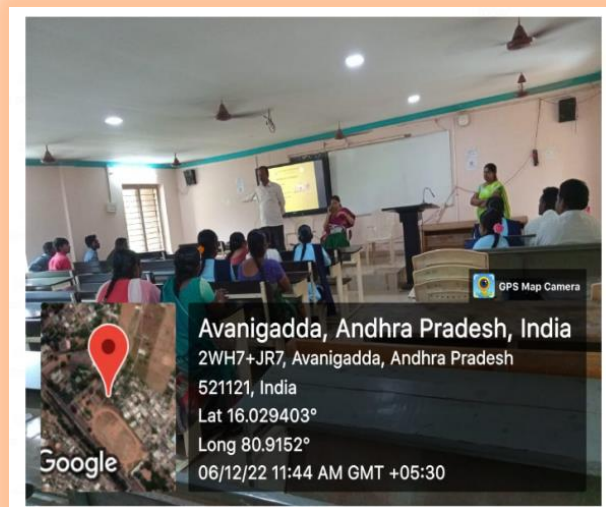 GPS Map Camera
Avanigadda, Andhra Pradesh, India
2WH7+JR7, Avanigadda, Andhra Pradesh
521121, India
Lat 16.029403°
Long 80.9152°
06/12/22 11:44 AM GMT +05:30
Google